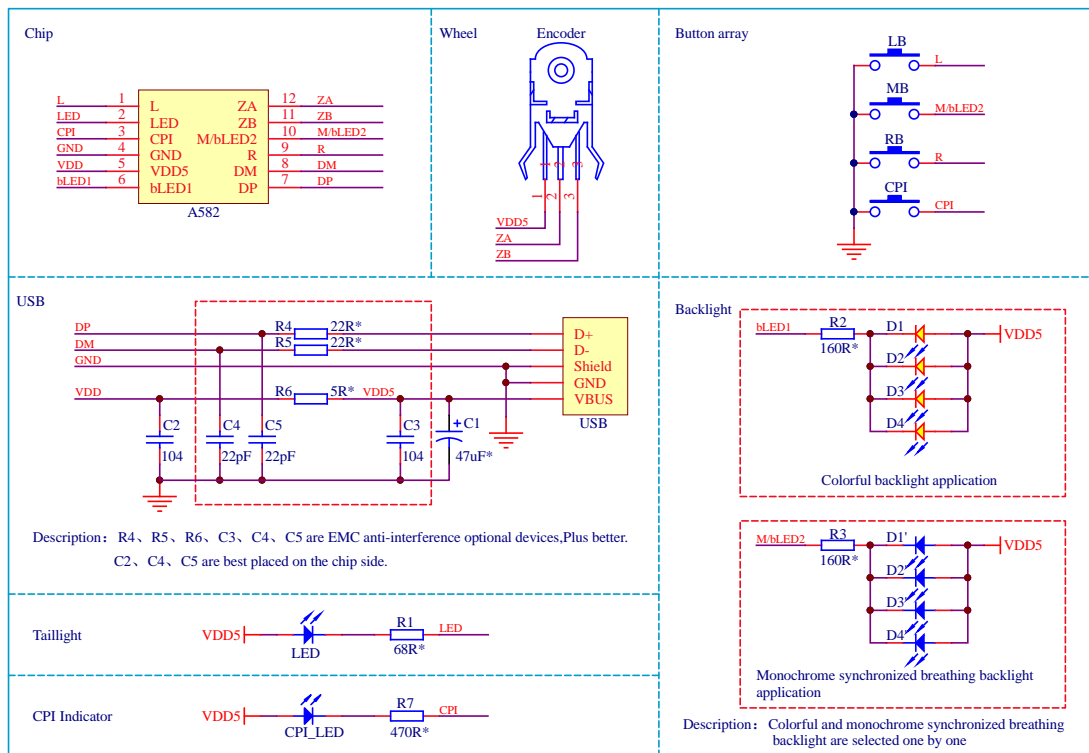 Chip
L 1 L ZA 12 ZA
LED 2 LED ZB 11 ZB
CPI 3 CPI M/bLED2 10 M/bLED2
GND 4 GND R 9 R
VDD 5 VDD5 DM 8 DM
bLED1 6 bLED1 DP 7 DP
A582
Wheel
Encoder
1 2 3
1 2 3
VDD5
ZA
ZB
Button array
LB
L
MB
M/bLED2
RB
R
CPI
CPI
USB
DP R4 22R* D+
DM R5 22R* D-
GND Shield
GND
VDD R6 5R* VDD5 VBUS
USB
C2 C4 C5 C3 + C1
104 22pF 22pF 104 47uF*
Description： R4、R5、R6、C3、C4、C5 are EMC anti-interference optional devices,Plus better.
C2、C4、C5 are best placed on the chip side.
Taillight
VDD5 LED R1 68R* LED
CPI Indicator
VDD5 CPI_LED R7 470R* CPI
Backlight
bLED1 R2 160R* D1 VDD5
D2
D3
D4
Colorful backlight application
M/bLED2 R3 160R* D1' VDD5
D2'
D3'
D4'
Monochrome synchronized breathing backlight
application
Description： Colorful and monochrome synchronized breathing
backlight are selected one by one